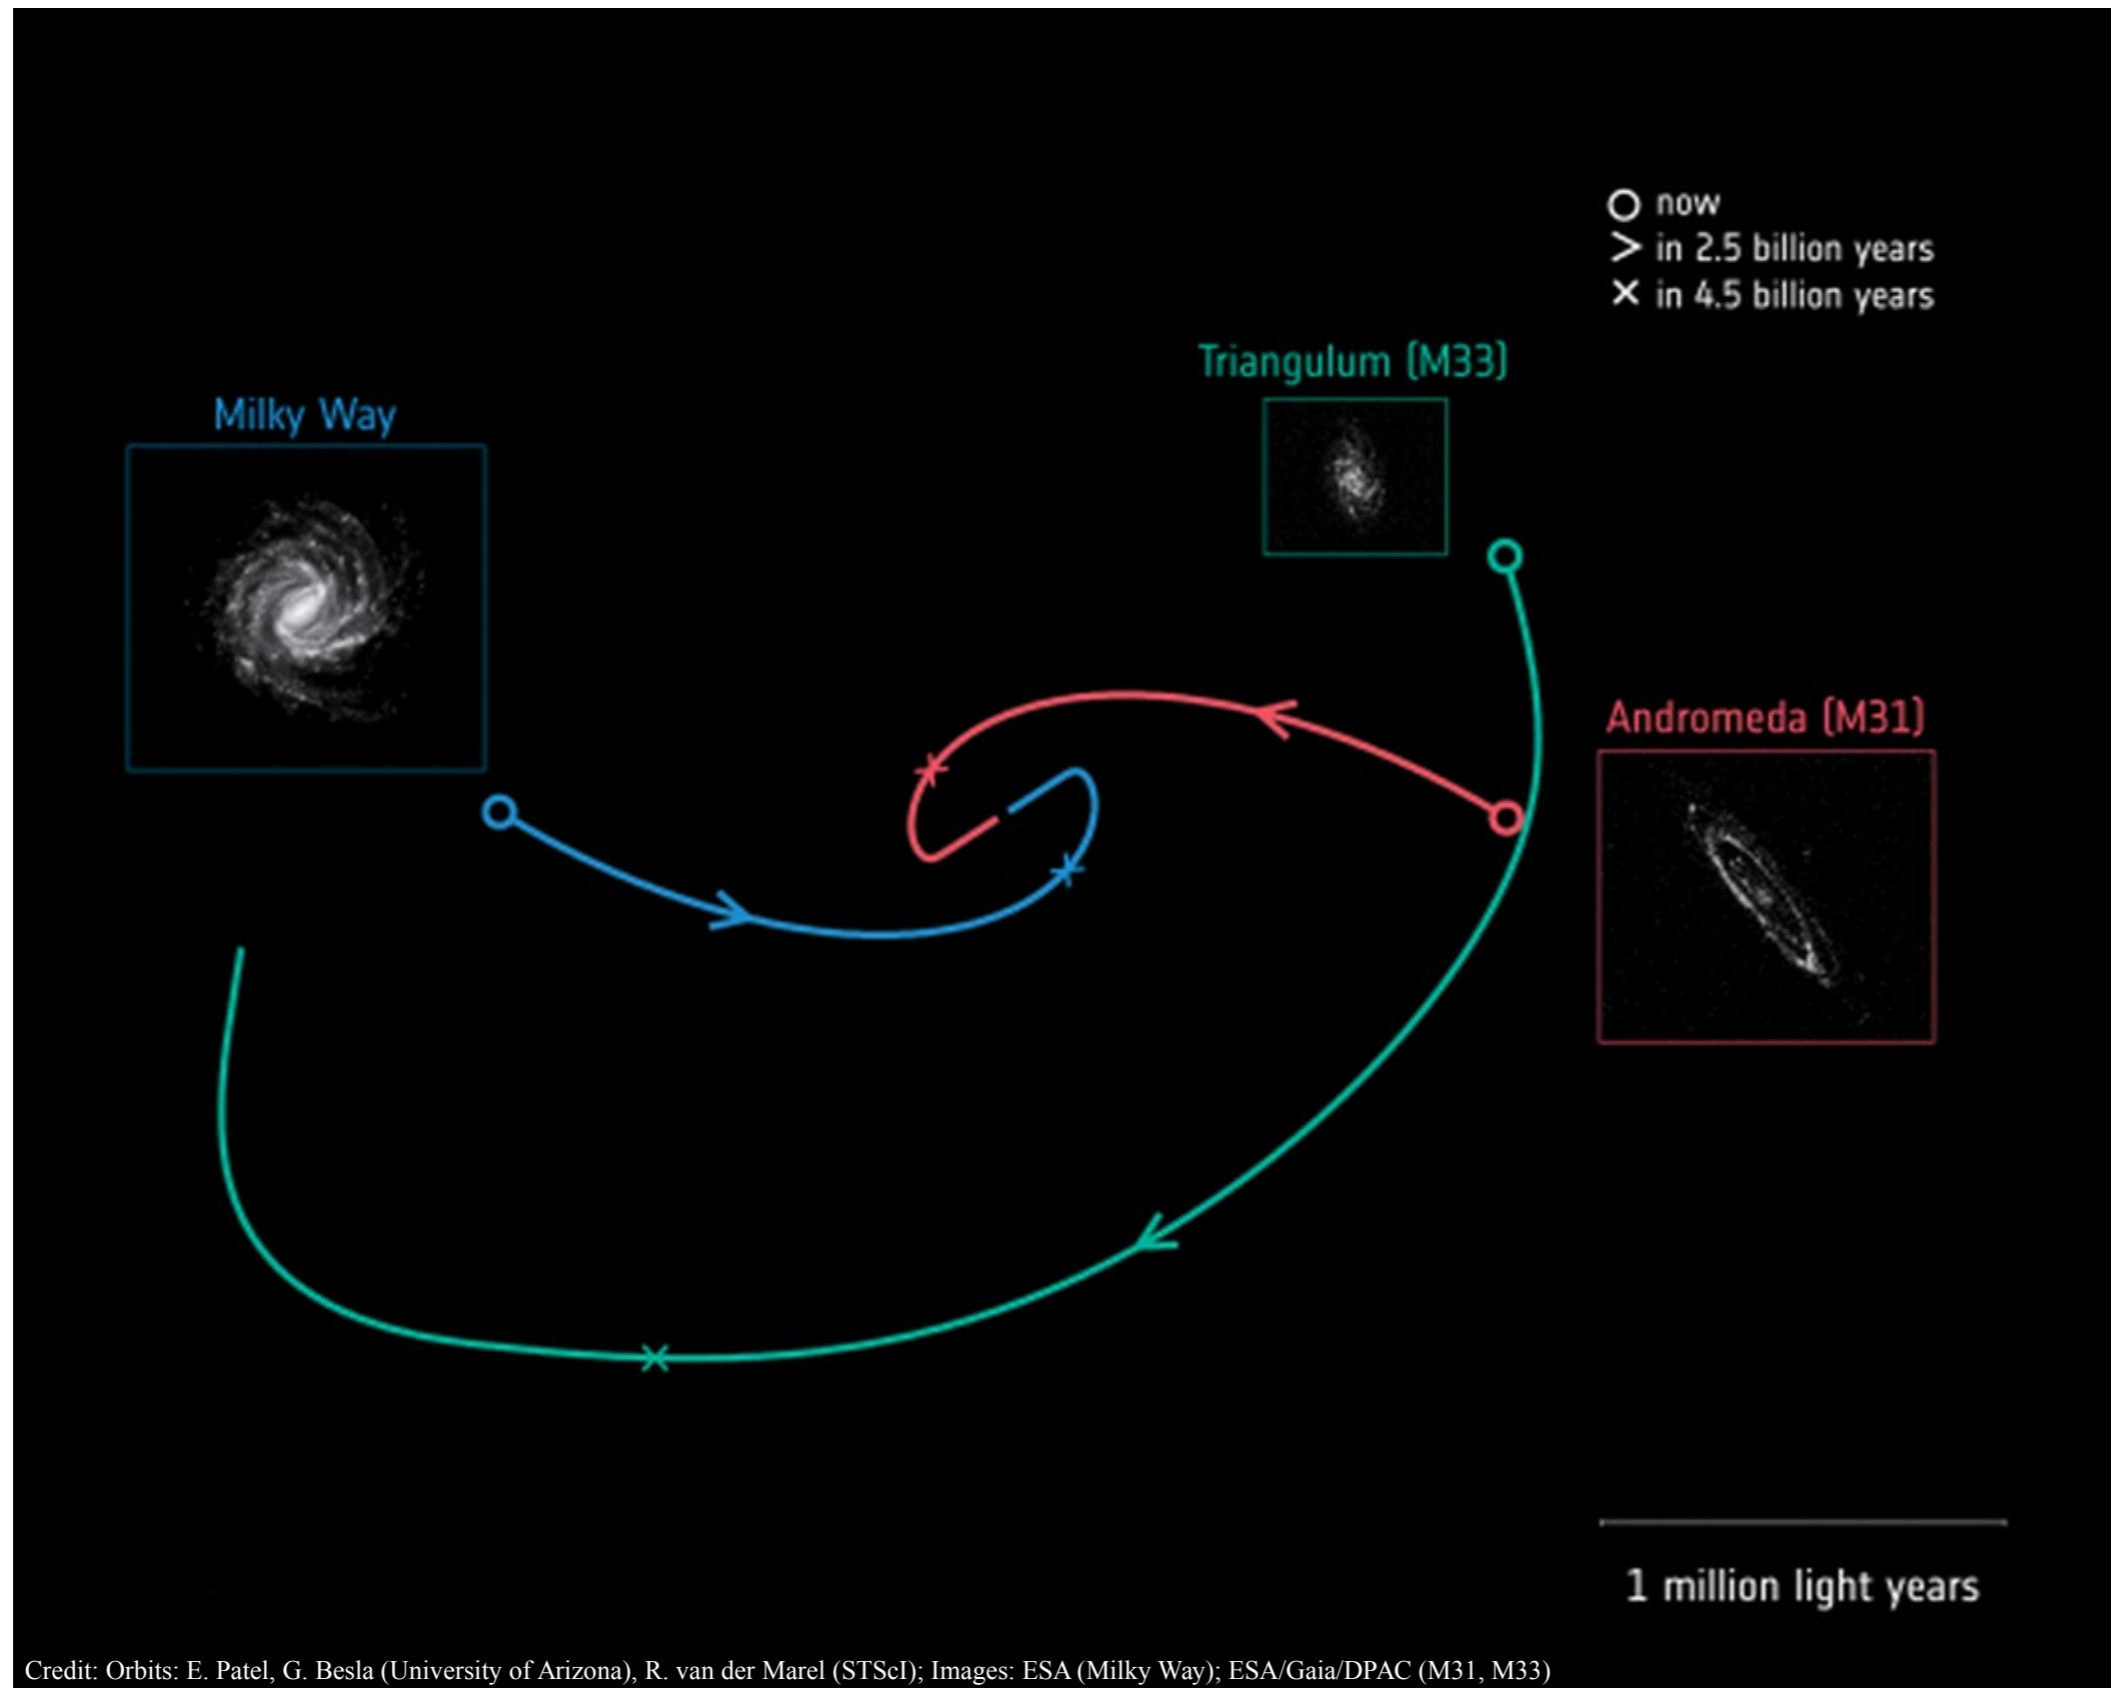 now
in 2.5 billion years
in 4.5 billion years
Triangulum (M33)
Milky Way
Andromeda (M31)
1 million light years
Credit: Orbits: E. Patel, G. Besla (University of Arizona), R. van der Marel (STScI); Images: ESA (Milky Way); ESA/Gaia/DPAC (M31, M33)